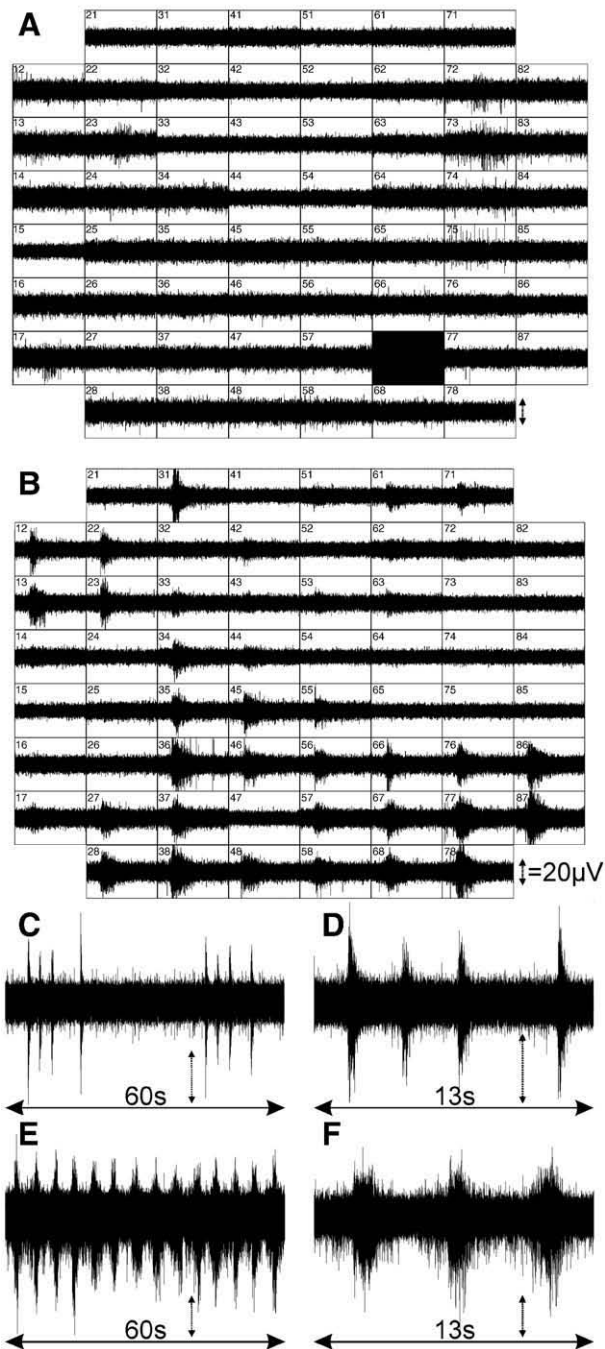 A
21 31 41 51 61 71
12 22 32 42 52 62 72 82
13 23 33 43 53 63 73 83
14 24 34 44 54 64 74 84
15 25 35 45 55 65 75 85
16 26 36 46 56 66 76 86
17 27 37 47 57 77 87
28 38 48 58 68 78
B
21 31 41 51 61 71
12 22 32 42 52 62 72 82
13 23 33 43 53 63 73 83
14 24 34 44 54 64 74 84
15 25 35 45 55 65 75 85
16 26 36 46 56 66 76 86
17 27 37 47 57 67 77 87
28 38 48 58 68 78
=20µV
C D
60s 13s
E F
60s 13s